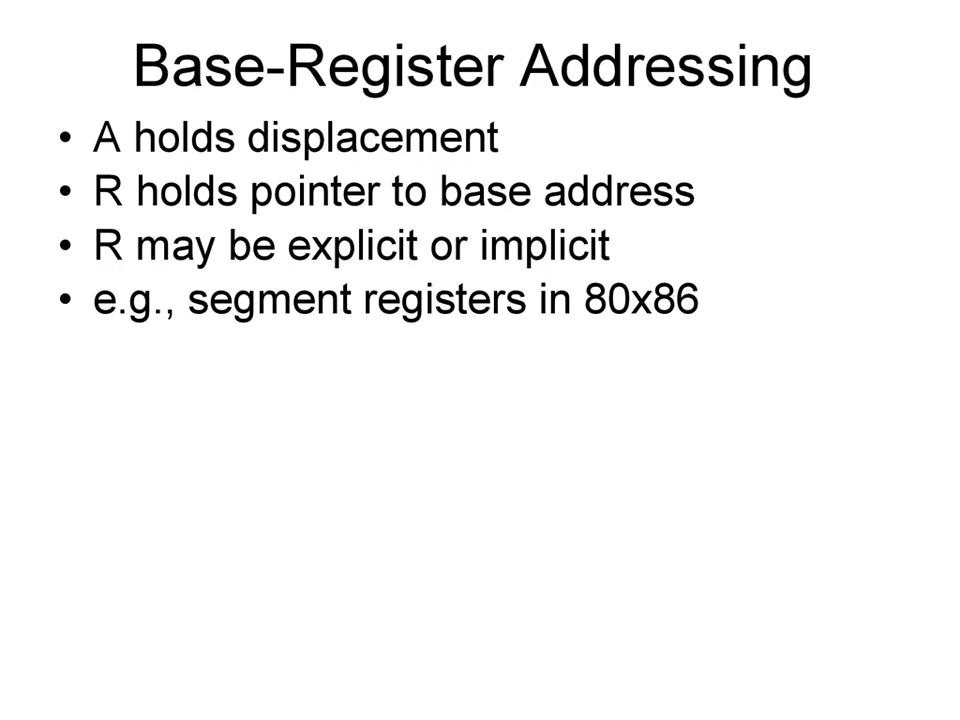 Base-Register Addressing
• A holds displacement
• R holds pointer to base address
• R may be explicit or implicit
• e.g., segment registers in 80x86